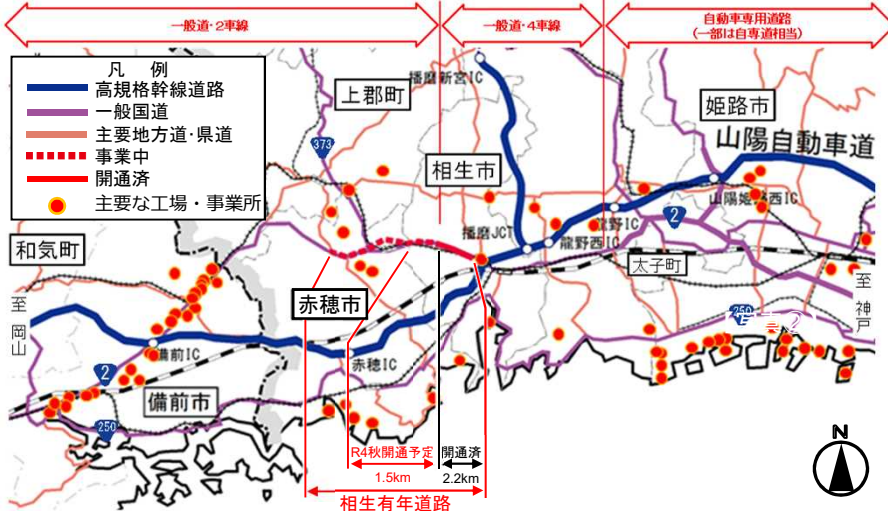 一般道・2車線
一般道・4車線
自動車専用道路
(一部は自専道相当)
凡 例
高規格幹線道路
一般国道
主要地方道・県道
事業中
開通済
主要な工場・事業所
播磨新宮IC
上郡町
373
相生市
姫路市
山陽自動車道
山陽姫路西IC
2
龍野IC
龍野西IC
播磨JCT
太子町
和気町
赤穂市
至 岡山
至 神戸
250
備前IC
赤穂IC
2
備前市
250
R4秋開通予定
開通済
1.5km
2.2km
相生有年道路
N